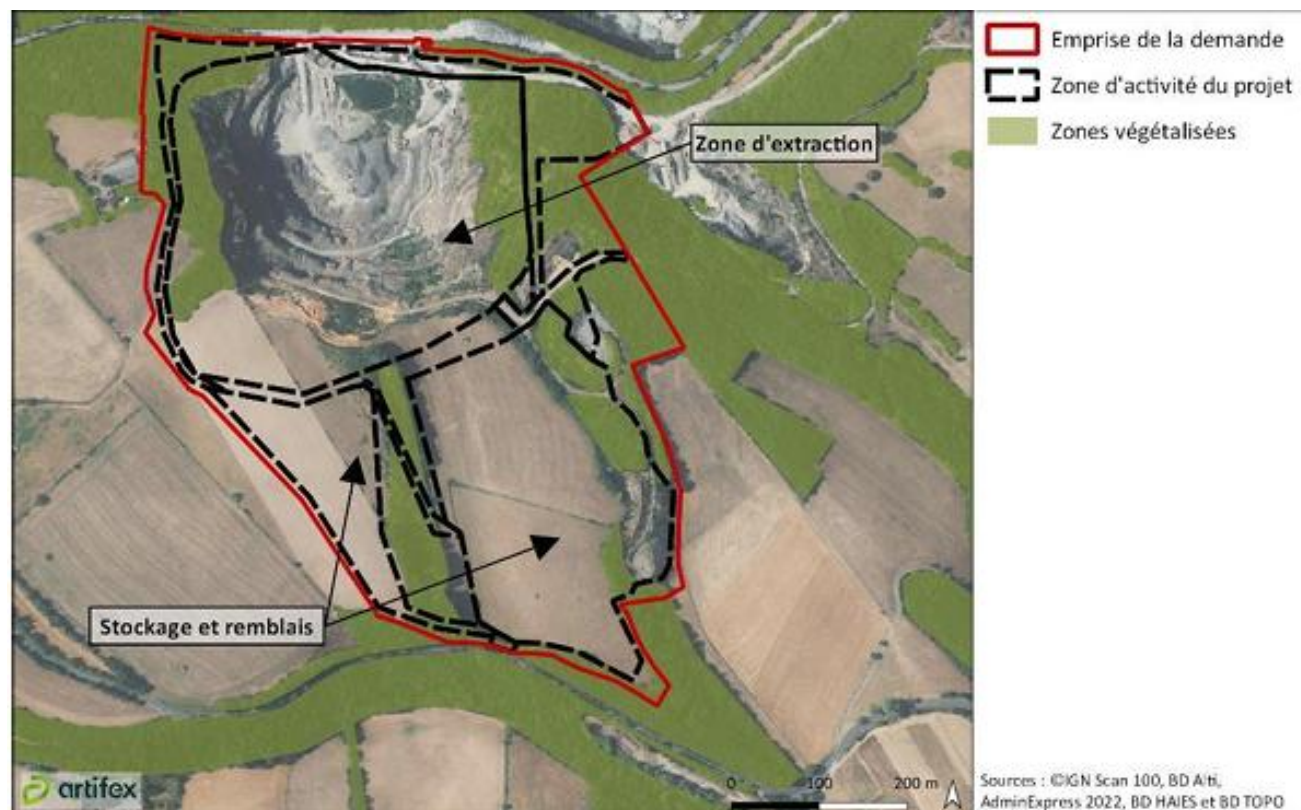 Emprise de la demande
Zone d'activité du projet
Zones végétalisées
Zone d'extraction
Stockage et remblais
artifex
0 100 200 m
Sources : ©IGN Scan 100, BD Alti,
AdminExpress 2022, BD HAIES et BD TOPO